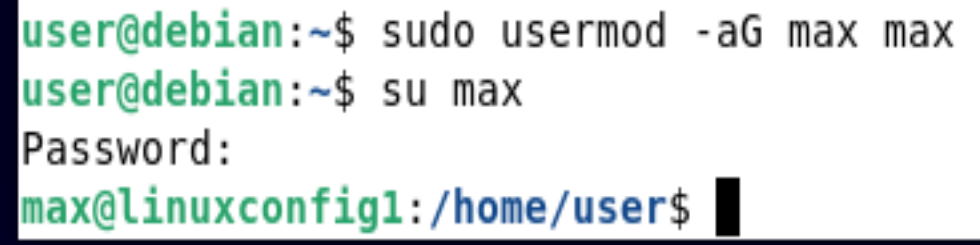 user@debian:~$ sudo usermod -aG max max
user@debian:~$ su max
Password:
max@linuxconfig1:/home/user$